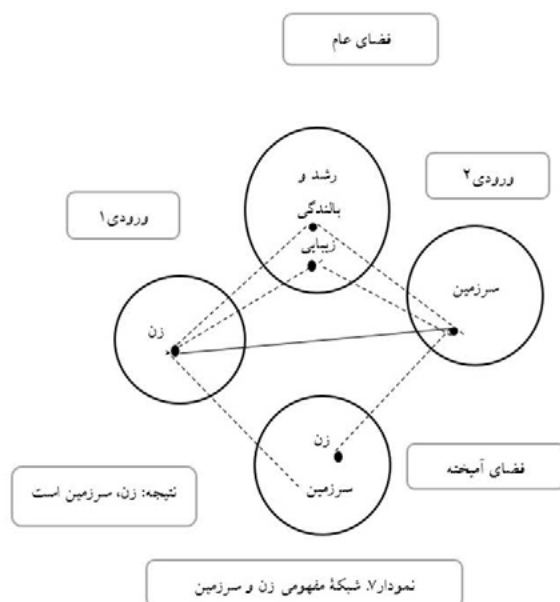 فضای عام
رشد و
بالندگی
زیبایی
ورودی۲
ورودی۱
سرزمین
زن
زن
سرزمین
فضای آمیخته
نتیجه: زن، سرزمین است
نمودار۷. شبکهٔ مفهومی زن و سرزمین